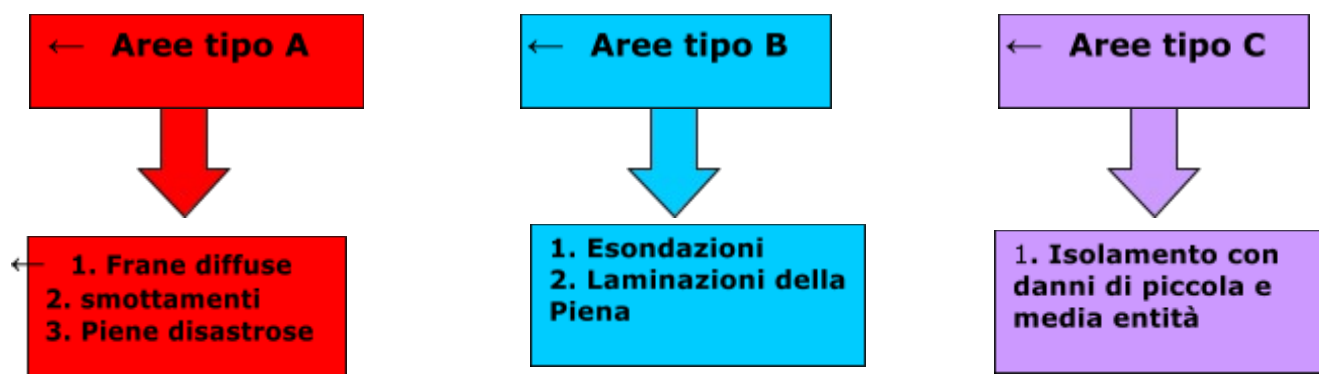 ← Aree tipo A
← Aree tipo B
← Aree tipo C
← 1. Frane diffuse
2. smottamenti
3. Piene disastrose
1. Esondazioni
2. Laminazioni della
Piena
1. Isolamento con
danni di piccola e
media entità